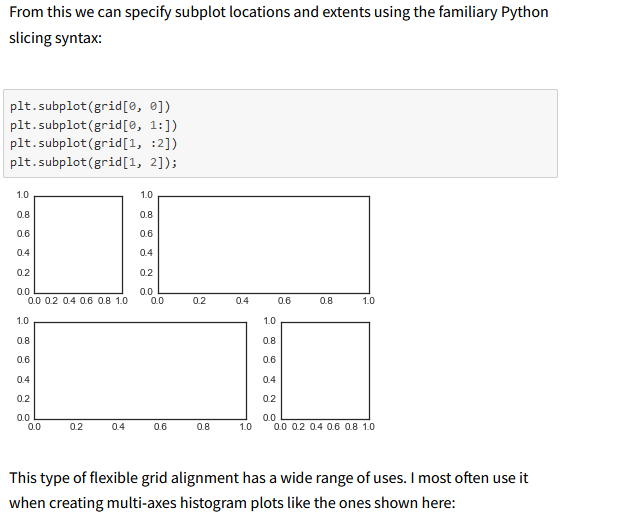 From this we can specify subplot locations and extents using the familiary Python
slicing syntax:
plt.subplot(grid[0, 0])
plt.subplot(grid[0, 1:])
plt.subplot(grid[1, :2])
plt.subplot(grid[1, 2]);
1.0 1.0
0.8 0.8
0.6 0.6
0.4 0.4
0.2 0.2
0.0 0.0
0.0 0.2 0.4 0.6 0.8 1.0 0.0 0.2 0.4 0.6 0.8 1.0
1.0 1.0
0.8 0.8
0.6 0.6
0.4 0.4
0.2 0.2
0.0 0.0
0.0 0.2 0.4 0.6 0.8 1.0 0.0 0.2 0.4 0.6 0.8 1.0
This type of flexible grid alignment has a wide range of uses. I most often use it
when creating multi-axes histogram plots like the ones shown here: